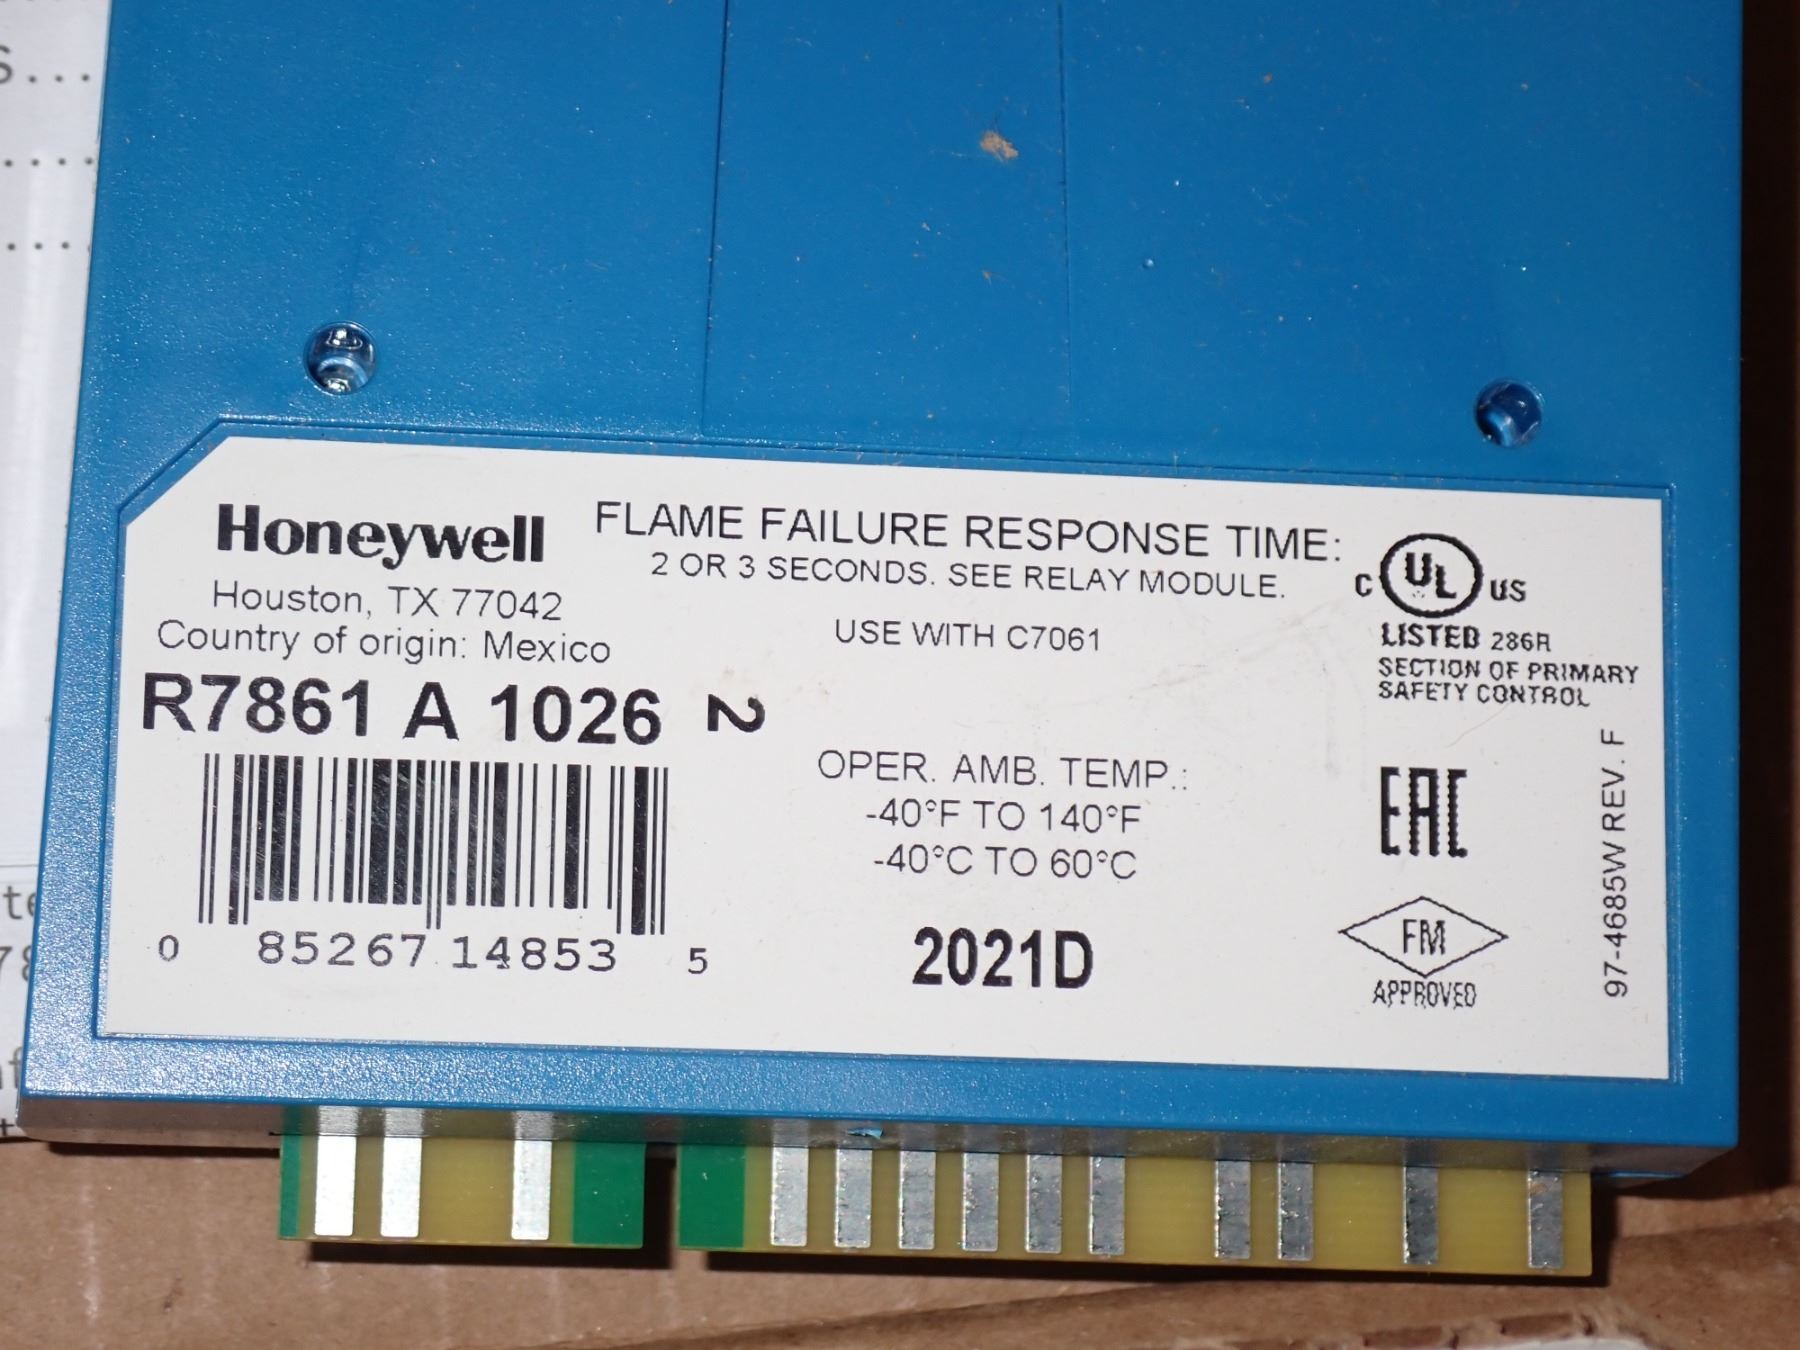 Honeywell
Houston, TX 77042
Country of origin: Mexico
R7861 A 1026 2
0 85267 14853 5
FLAME FAILURE RESPONSE TIME:
2 OR 3 SECONDS. SEE RELAY MODULE.
USE WITH C7061
OPER. AMB. TEMP.:
-40°F TO 140°F
-40°C TO 60°C
2021D
C UL US
LISTED 286R
SECTION OF PRIMARY
SAFETY CONTROL
EAC
FM
APPROVED
97-4685W REV. F